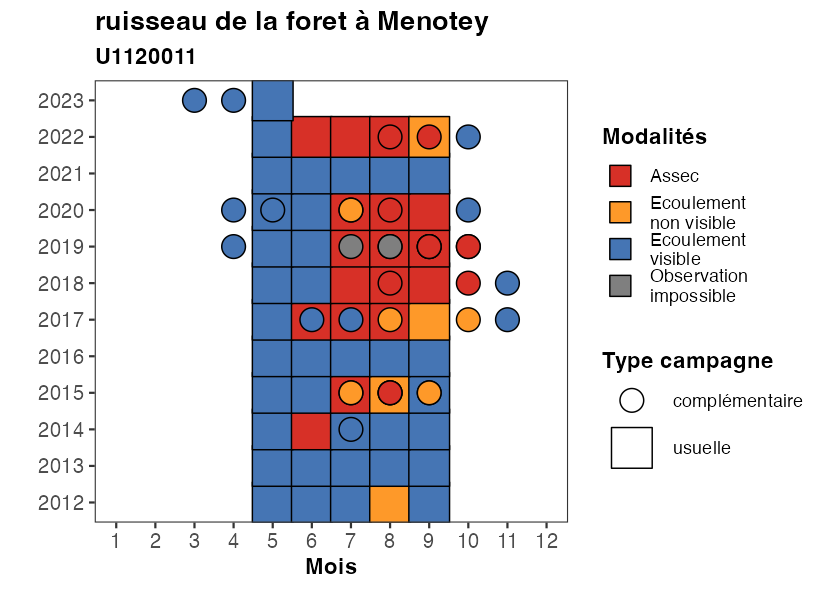 ruisseau de la foret à Menotey
U1120011
2023
2022
2021
2020
2019
2018
2017
2016
2015
2014
2013
2012
1 2 3 4 5 6 7 8 9 10 11 12
Mois
Modalités
Assec
Ecoulement
non visible
Ecoulement
visible
Observation
impossible
Type campagne
complémentaire
usuelle